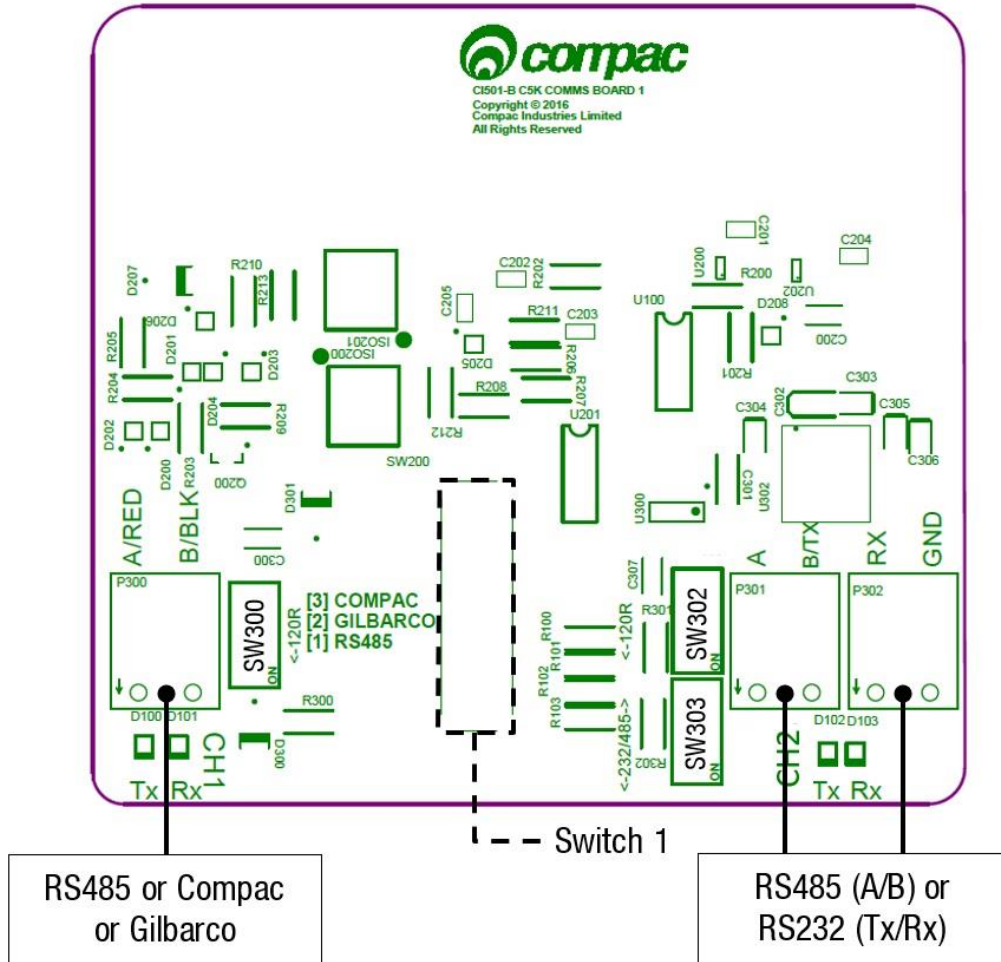 compac
CI501-B C5K COMMS BOARD 1
Copyright © 2016
Compac Industries Limited
All Rights Reserved
C201
C204
D207
R210
R213
C202
R202
U200
R200
U202
C205
R211
C203
U100
D208
C200
D206
R205
D201
D203
ISO201
ISO200
D205
R206
R201
R204
R208
R207
C302
C303
D204
R209
R212
U201
C304
C305
D202
D200
R203
Q200
SW200
C306
D301
C301
U302
U300
A/RED
B/BLK
C300
A
B/TX
RX
GND
P300
SW300
ON
<-120R
[3] COMPAC
[2] GILBARCO
[1] RS485
C307
R301
<-120R
SW302
ON
P301
P302
R100
R101
R102
R103
<-232/485->
R302
SW303
ON
D100
D101
R300
D300
CH1
Tx Rx
D102
D103
CH2
Tx Rx
Switch 1
RS485 or Compac
or Gilbarco
RS485 (A/B) or
RS232 (Tx/Rx)